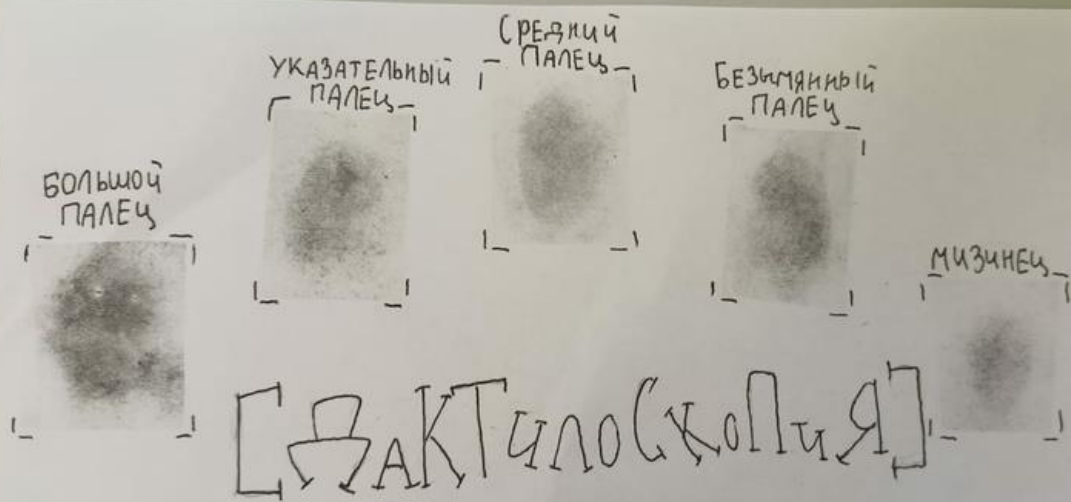 БОЛЬШОЙ
ПАЛЕЦ
УКАЗАТЕЛЬНЫЙ
ПАЛЕЦ
СРЕДНИЙ
ПАЛЕЦ
БЕЗЫМЯННЫЙ
ПАЛЕЦ
МИЗИНЕЦ
[ДАКТИЛОСКОПИЯ]